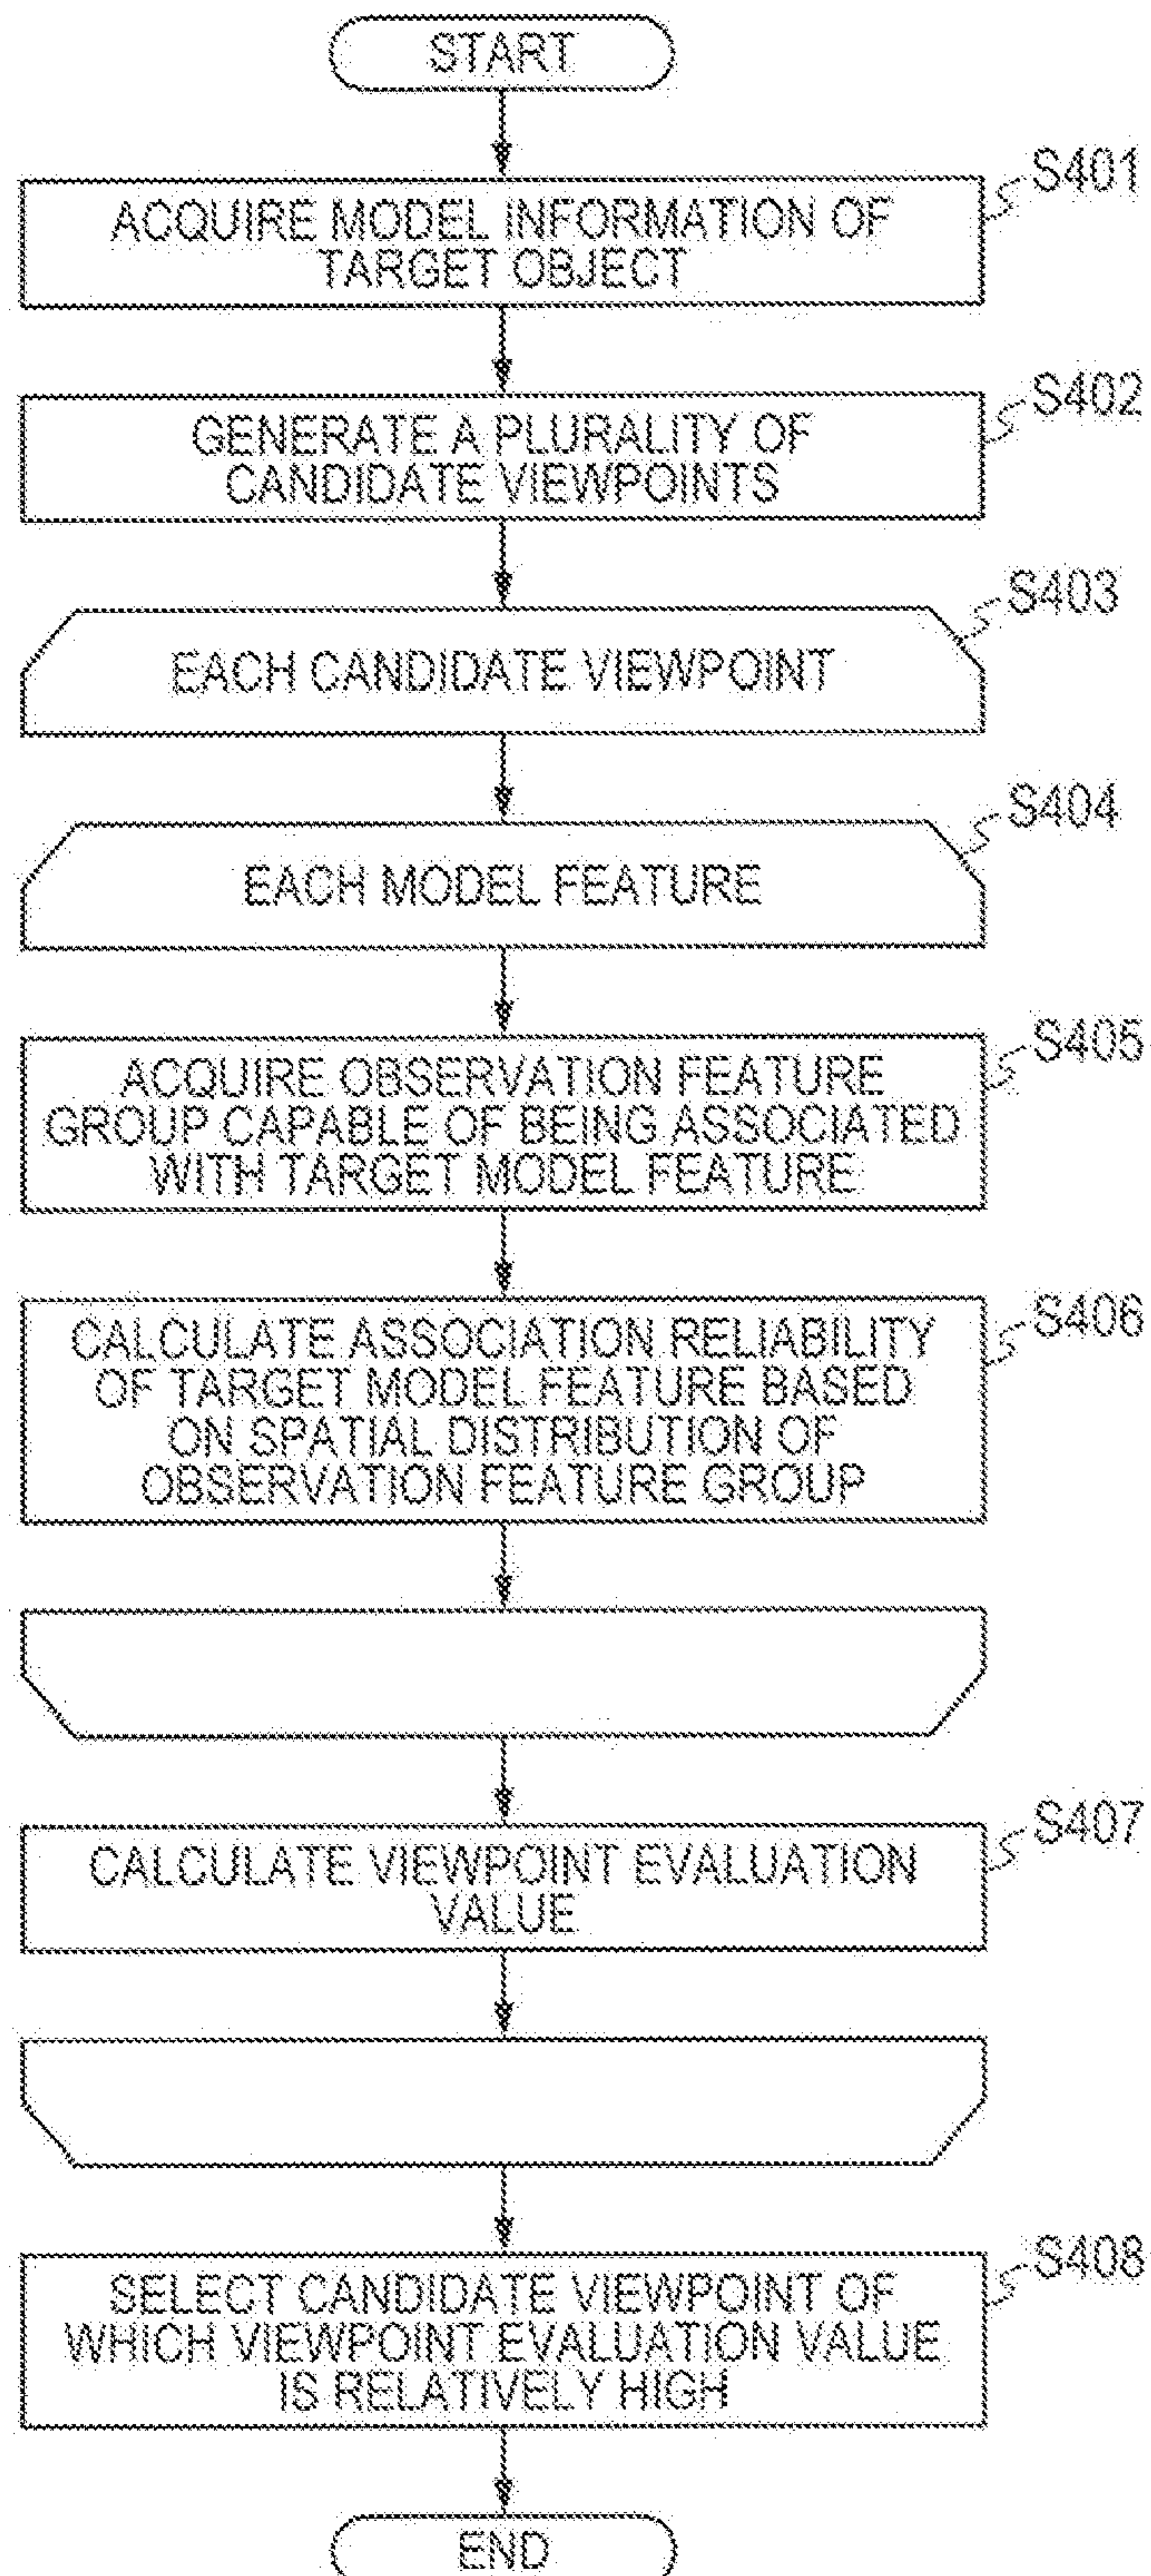 START
S401
ACQUIRE MODEL INFORMATION OF
TARGET OBJECT
S402
GENERATE A PLURALITY OF
CANDIDATE VIEWPOINTS
S403
EACH CANDIDATE VIEWPOINT
S404
EACH MODEL FEATURE
S405
ACQUIRE OBSERVATION FEATURE
GROUP CAPABLE OF BEING ASSOCIATED
WITH TARGET MODEL FEATURE
S406
CALCULATE ASSOCIATION RELIABILITY
OF TARGET MODEL FEATURE BASED
ON SPATIAL DISTRIBUTION OF
OBSERVATION FEATURE GROUP
S407
CALCULATE VIEWPOINT EVALUATION
VALUE
S408
SELECT CANDIDATE VIEWPOINT OF
WHICH VIEWPOINT EVALUATION VALUE
IS RELATIVELY HIGH
END